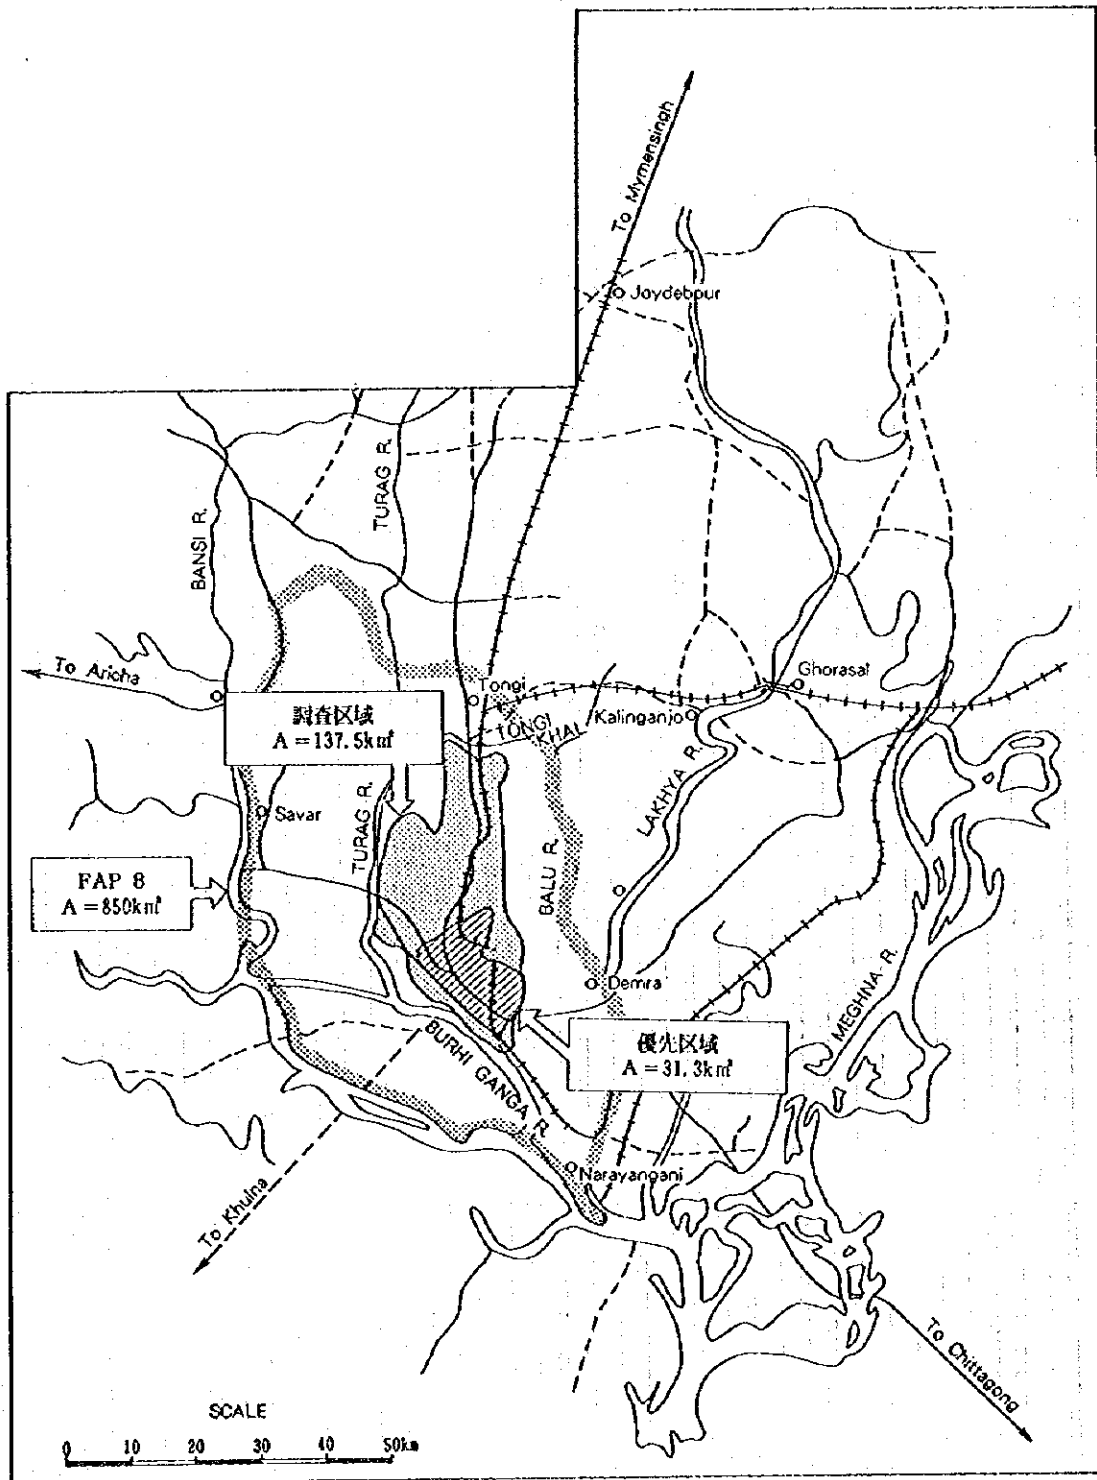 To Mymensingh
Joydebpur
TURAG R.
BANSI R.
To Aricha
Tongi
Ghorasal
調査区域
A=137.5k㎡
TONGI
KHAL
Kalinganjo
LAKHYA R.
Savar
TURAG R.
BALU R.
FAP 8
A=850k㎡
Demra
MEGHNA R.
BURHI GANGA R.
優先区域
A=31.3k㎡
Narayangani
To Khulna
To Chittagong
SCALE
0 10 20 30 40 50km